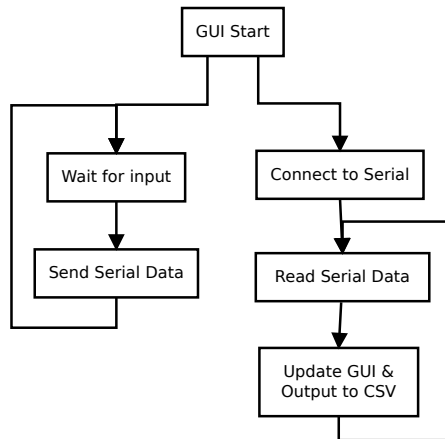 GUI Start
Wait for input
Connect to Serial
Send Serial Data
Read Serial Data
Update GUI &
Output to CSV